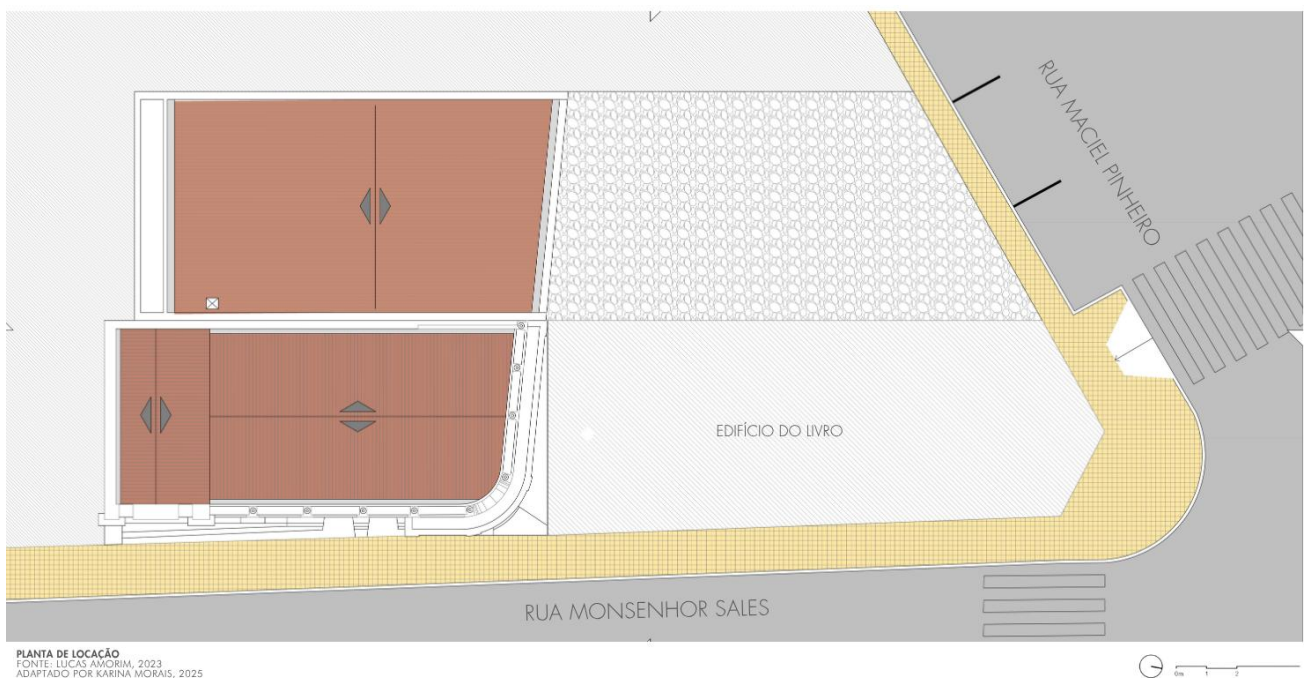 RUA MACIEL PINHEIRO
EDIFÍCIO DO LIVRO
RUA MONSENHOR SALES
PLANTA DE LOCAÇÃO
FONTE: LUCAS AMORIM, 2023
ADAPTADO POR KARINA MORAIS, 2025
0m 1 2